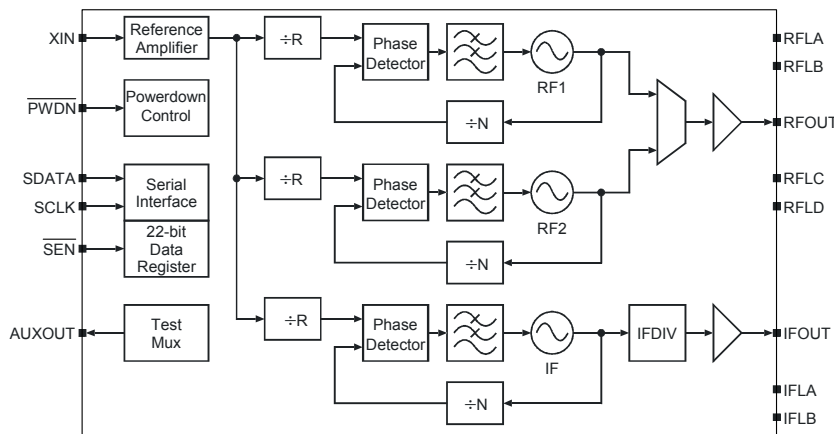 XIN
Reference
Amplifier
÷R
Phase
Detector
RF1
÷N
RFLA
RFLB
PWDN
Powerdown
Control
RFOUT
SDATA
SCLK
Serial
Interface
÷R
Phase
Detector
RF2
÷N
RFLC
RFLD
SEN
22-bit
Data
Register
AUXOUT
Test
Mux
÷R
Phase
Detector
IF
÷N
IFDIV
IFOUT
IFLA
IFLB